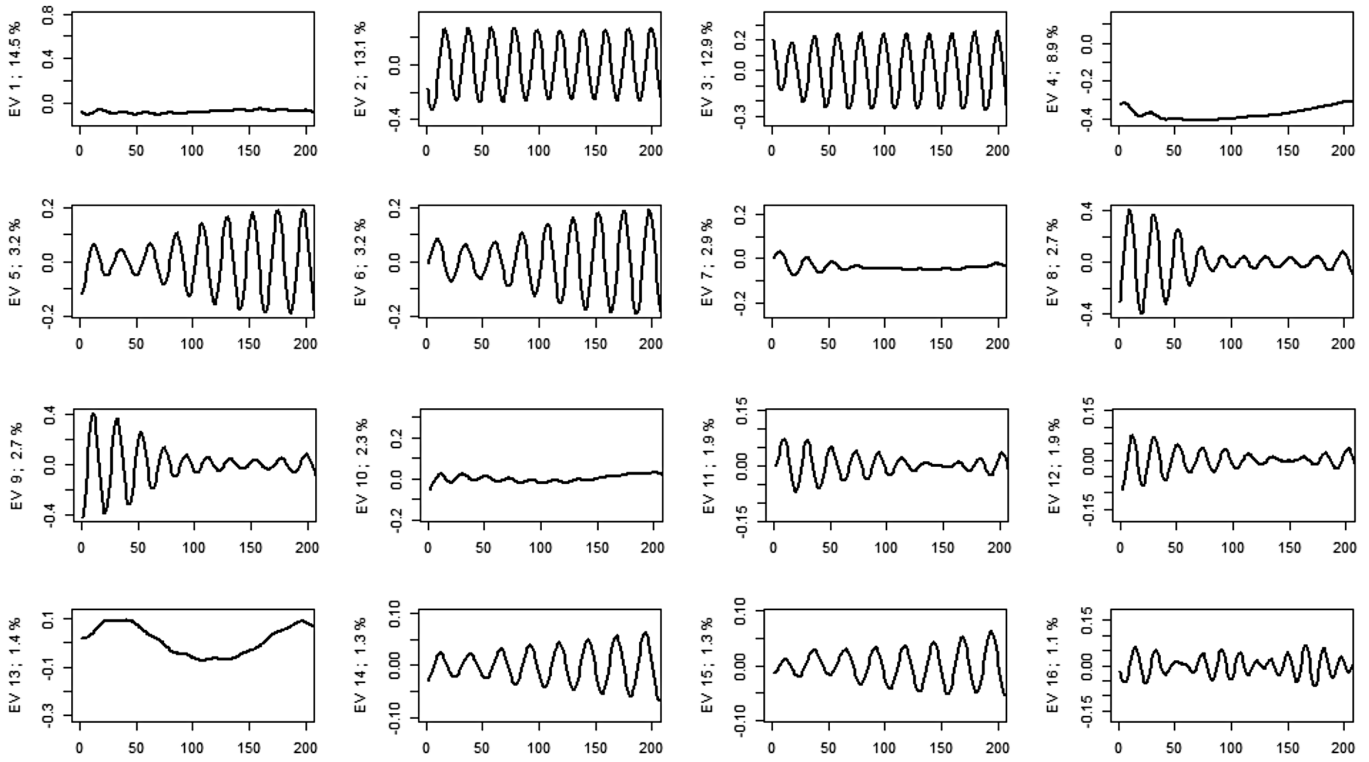 EV 1 ; 14.5 %
0.0 0.4 0.8
0 50 100 150 200
EV 2 ; 13.1 %
-0.4 0.0
0 50 100 150 200
EV 3 ; 12.9 %
-0.3 0.0 0.2
0 50 100 150 200
EV 4 ; 8.9 %
-0.4 -0.2 0.0
0 50 100 150 200
EV 5 ; 3.2 %
-0.2 0.0 0.2
0 50 100 150 200
EV 6 ; 3.2 %
-0.2 0.0 0.2
0 50 100 150 200
EV 7 ; 2.9 %
-0.2 0.0 0.2
0 50 100 150 200
EV 8 ; 2.7 %
-0.4 0.0 0.4
0 50 100 150 200
EV 9 ; 2.7 %
-0.4 0.0 0.4
0 50 100 150 200
EV 10 ; 2.3 %
-0.2 0.0 0.2
0 50 100 150 200
EV 11 ; 1.9 %
-0.15 0.00 0.15
0 50 100 150 200
EV 12 ; 1.9 %
-0.15 0.00 0.15
0 50 100 150 200
EV 13 ; 1.4 %
-0.3 -0.1 0.1
0 50 100 150 200
EV 14 ; 1.3 %
-0.10 0.00 0.10
0 50 100 150 200
EV 15 ; 1.3 %
-0.10 0.00 0.10
0 50 100 150 200
EV 16 ; 1.1 %
-0.15 0.00 0.15
0 50 100 150 200